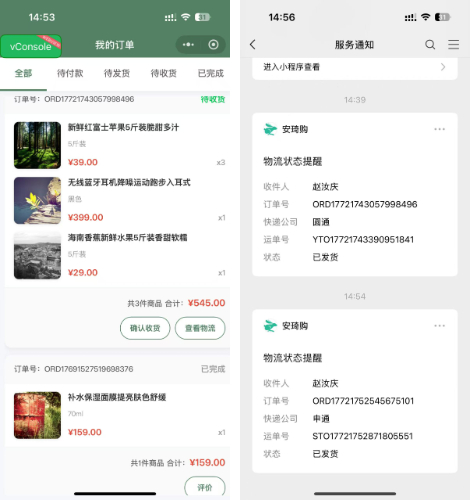 14:53
31
vConsole
我的订单
全部
待付款
待发货
待收货
已完成
订单号：ORD17721743057998496
待收货
新鲜红富士苹果5斤装脆甜多汁
5斤装
¥39.00
x3
无线蓝牙耳机降噪运动跑步入耳式
黑色
¥399.00
x1
海南香蕉新鲜水果5斤装香甜软糯
5斤装
¥29.00
x1
共3件商品 合计：¥545.00
确认收货
查看物流
订单号：ORD17691527519698376
已完成
补水保湿面膜提亮肤色舒缓
70ml
¥159.00
x1
共1件商品 合计：¥159.00
评价
14:56
31
服务通知
进入小程序查看
14:39
安琦购
物流状态提醒
收件人 赵汝庆
订单号 ORD17721743057998496
快递公司 圆通
运单号 YTO17721743390951841
状态 已发货
14:54
安琦购
物流状态提醒
收件人 赵汝庆
订单号 ORD17721752545675101
快递公司 申通
运单号 STO17721752871805551
状态 已发货